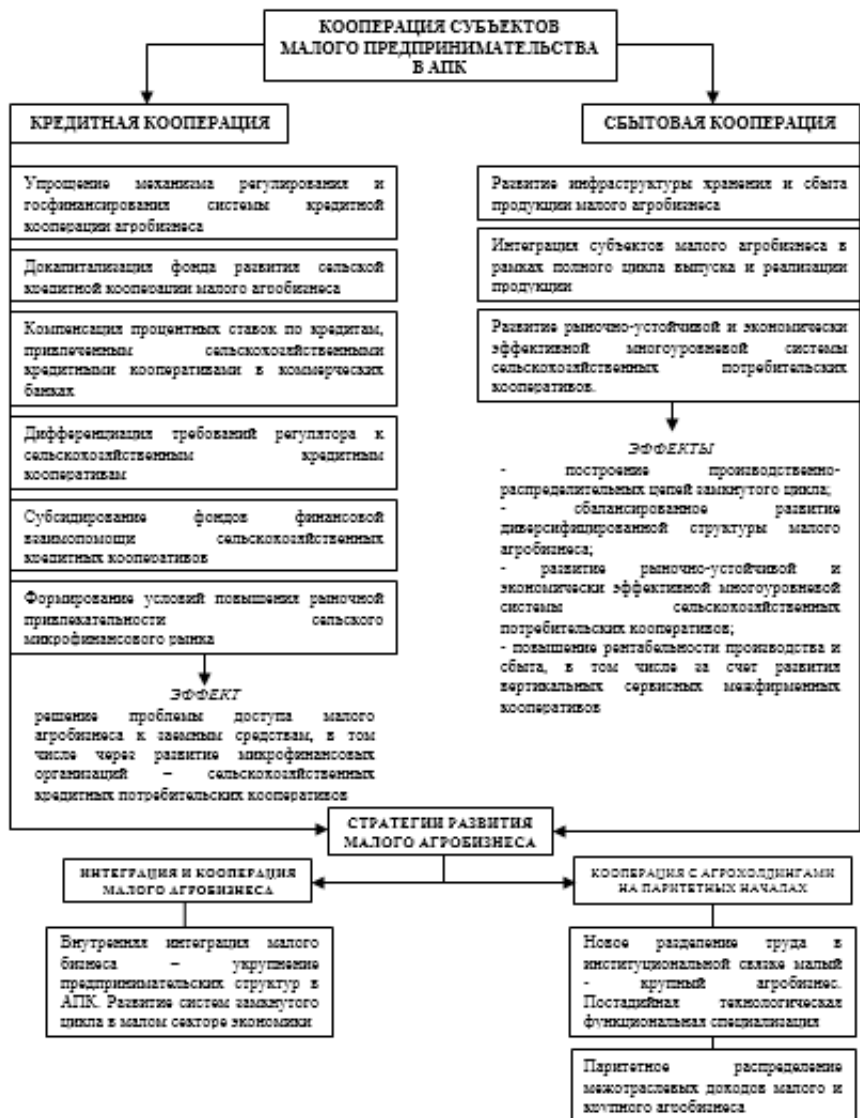 КООПЕРАЦИЯ СУБЪЕКТОВ
МАЛОГО ПРЕДПРИНИМАТЕЛЬСТВА
В АПК
КРЕДИТНАЯ КООПЕРАЦИЯ
Упрощение механизма регулирования и
госфинансирования системы кредитной
кооперации агробизнеса
Докапитализация фонда развития сельской
кредитной кооперации малого агробизнеса
Компенсация процентных ставок по кредитам,
привлеченным сельскохозяйственными
кредитными кооперативами в коммерческих
банках
Дифференциация требований регулятора к
сельскохозяйственным кредитным
кооперативам
Субсидирование фондов финансовой
взаимопомощи сельскохозяйственных
кредитных кооперативов
Формирование условий повышения рыночной
привлекательности сельского
микрофинансового рынка
ЭФФЕКТ
решение проблемы доступа малого
агробизнеса к заемным средствам, в том
числе через развитие микрофинансовых
организаций – сельскохозяйственных
кредитных потребительских кооперативов
СБЫТОВАЯ КООПЕРАЦИЯ
Развитие инфраструктуры хранения и сбыта
продукции малого агробизнеса
Интеграция субъектов малого агробизнеса в
рамках полного цикла выпуска и реализации
продукции
Развитие рыночно-устойчивой и экономически
эффективной многоуровневой системы
сельскохозяйственных потребительских
кооперативов.
ЭФФЕКТЫ
- построение производственно-
распределительных цепей замкнутого цикла;
- сбалансированное развитие
диверсифицированной структуры малого
агробизнеса;
- развитие рыночно-устойчивой и
экономически эффективной многоуровневой
системы сельскохозяйственных
потребительских кооперативов;
- повышение рентабельности производства и
сбыта, в том числе за счет развития
вертикальных сервисных межфирменных
кооперативов
СТРАТЕГИИ РАЗВИТИЯ
МАЛОГО АГРОБИЗНЕСА
ИНТЕГРАЦИЯ И КООПЕРАЦИЯ
МАЛОГО АГРОБИЗНЕСА
Внутренняя интеграция малого
бизнеса – укрупнение
предпринимательских структур в
АПК. Развитие систем замкнутого
цикла в малом секторе экономики
КООПЕРАЦИЯ С АГРОХОЛДИНГАМИ
НА ПАРИТЕТНЫХ НАЧАЛАХ
Новое разделение труда в
институциональной связке малый
- крупный агробизнес.
Постадийная технологическая
функциональная специализация
Паритетное распределение
межотраслевых доходов малого и
крупного агробизнеса